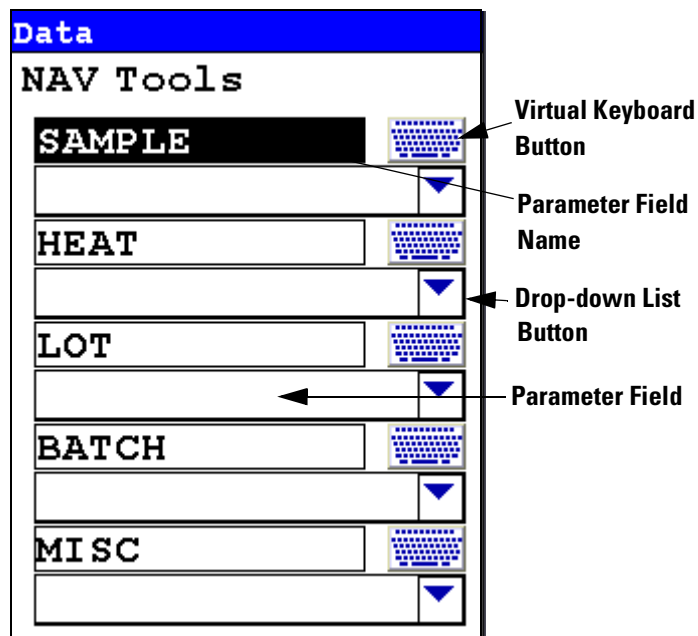 Data
NAV Tools
SAMPLE
HEAT
LOT
BATCH
MISC
Virtual Keyboard
Button
Parameter Field
Name
Drop-down List
Button
Parameter Field